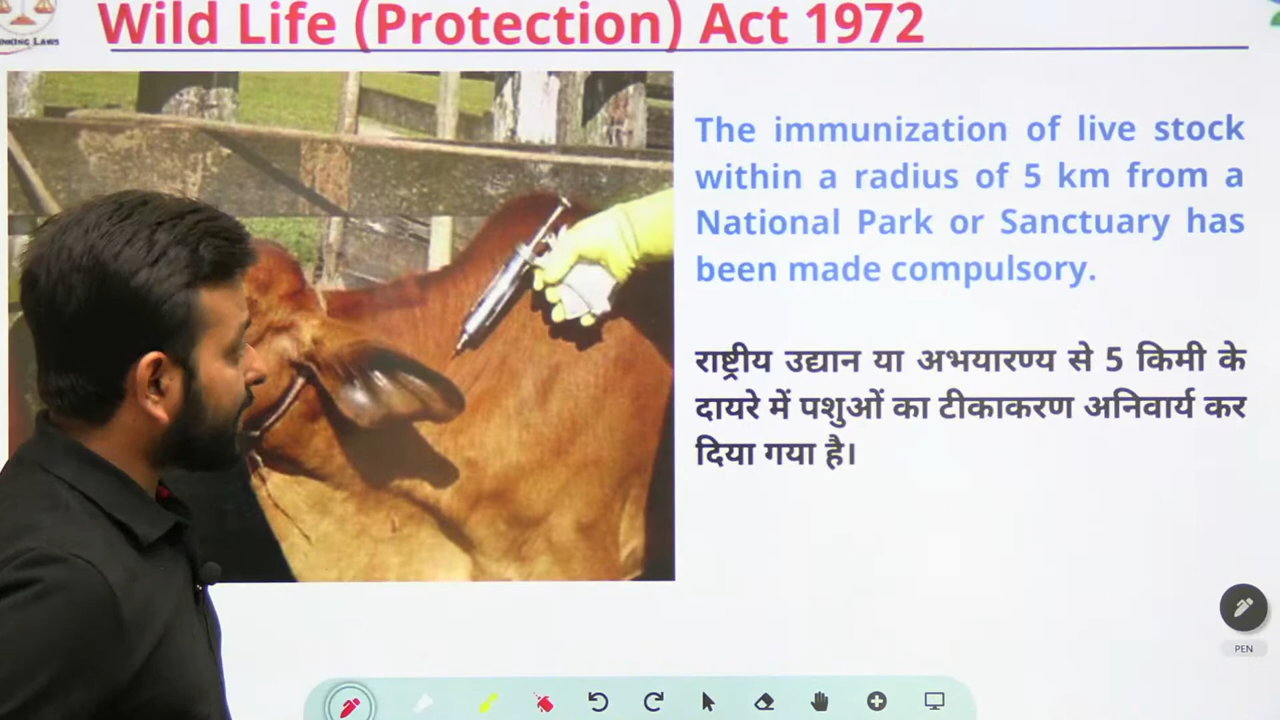 Wild Life (Protection) Act 1972
The immunization of live stock
within a radius of 5 km from a
National Park or Sanctuary has
been made compulsory.
राष्ट्रीय उद्यान या अभयारण्य से 5 किमी के
दायरे में पशुओं का टीकाकरण अनिवार्य कर
दिया गया है।
PEN